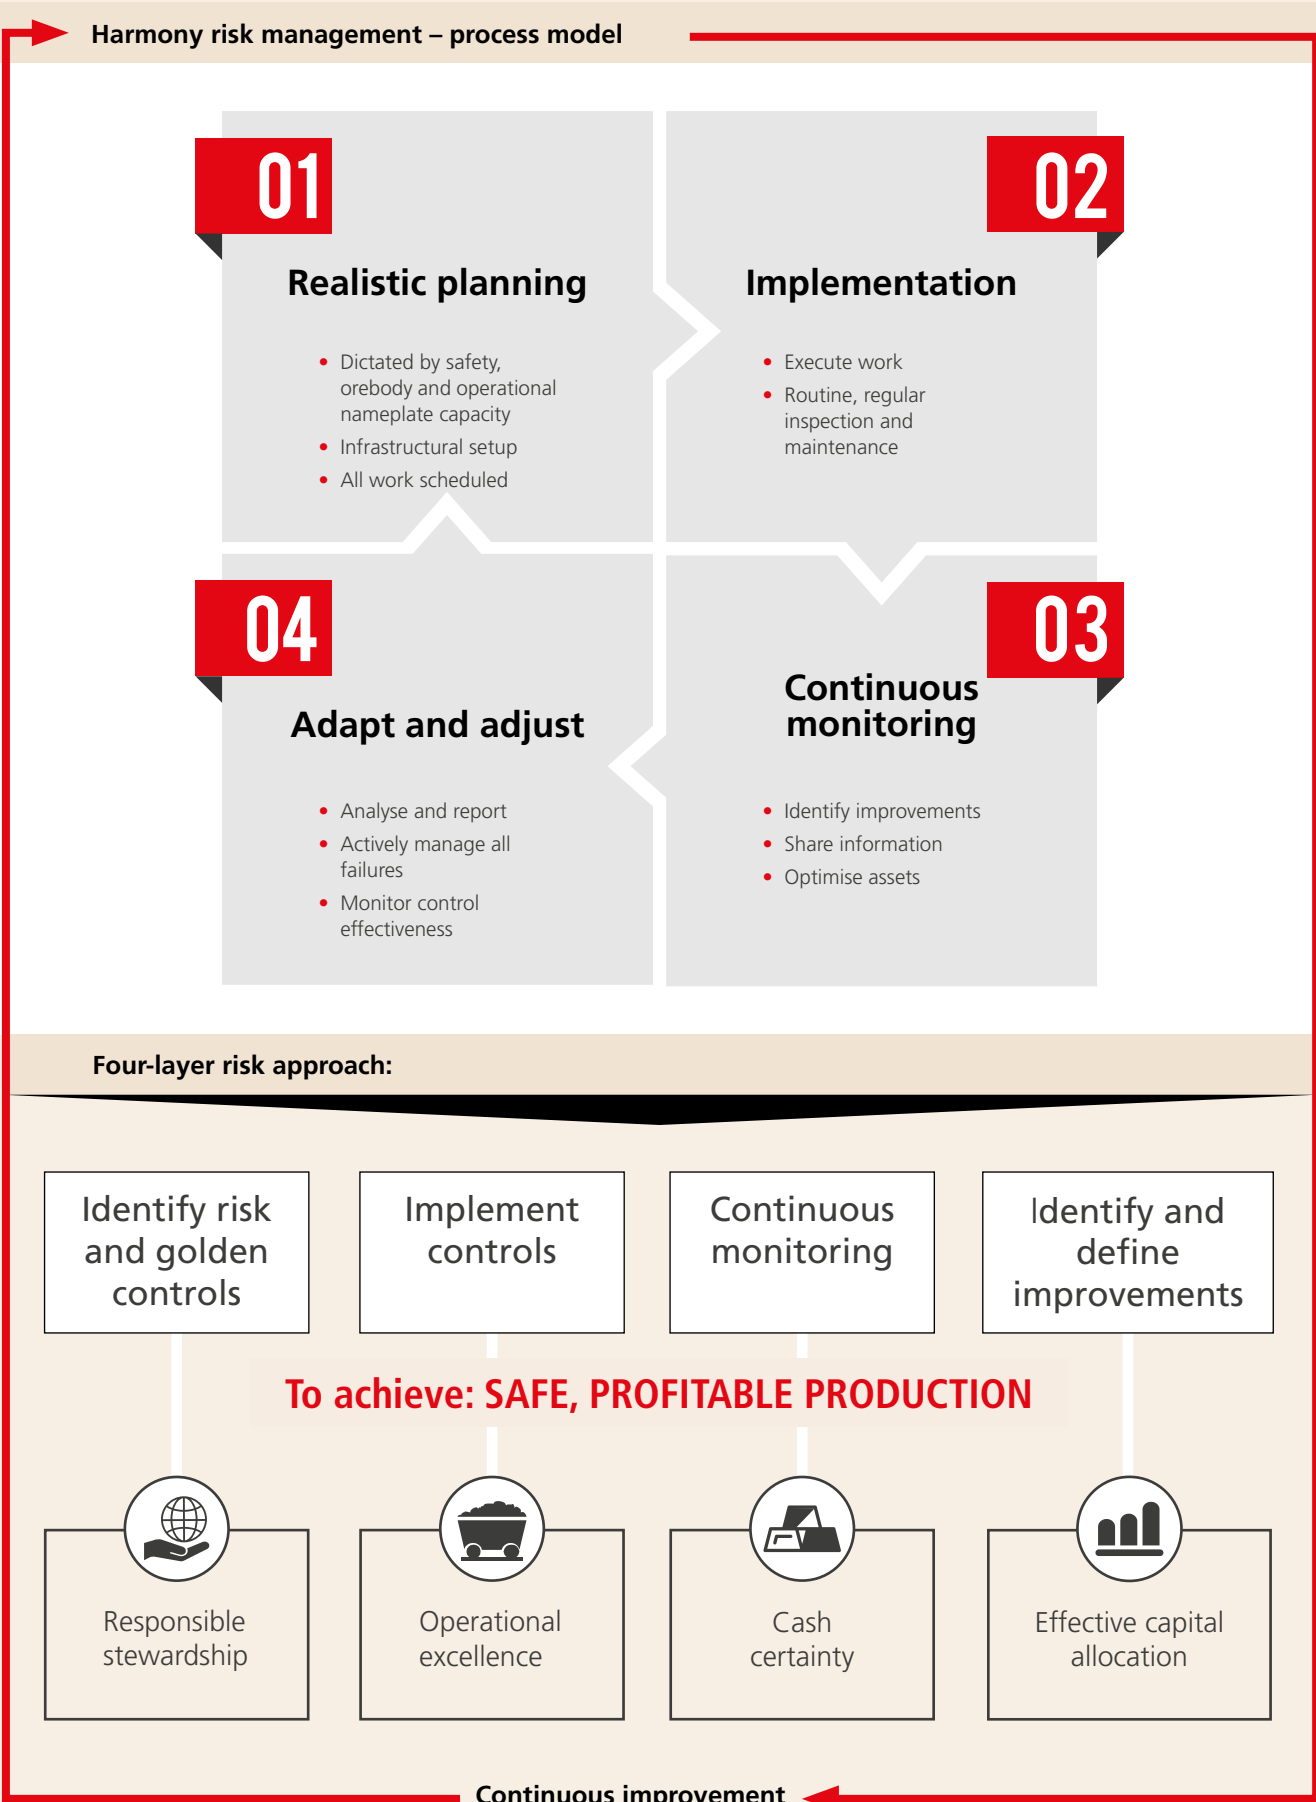 Harmony risk management – process model
01
Realistic planning
• Dictated by safety,
orebody and operational
nameplate capacity
• Infrastructural setup
• All work scheduled
02
Implementation
• Execute work
• Routine, regular
inspection and
maintenance
03
Continuous
monitoring
• Identify improvements
• Share information
• Optimise assets
04
Adapt and adjust
• Analyse and report
• Actively manage all
failures
• Monitor control
effectiveness
Four-layer risk approach:
Identify risk
and golden
controls
Implement
controls
Continuous
monitoring
Identify and
define
improvements
To achieve: SAFE, PROFITABLE PRODUCTION
Responsible
stewardship
Operational
excellence
Cash
certainty
Effective capital
allocation
Continuous improvement